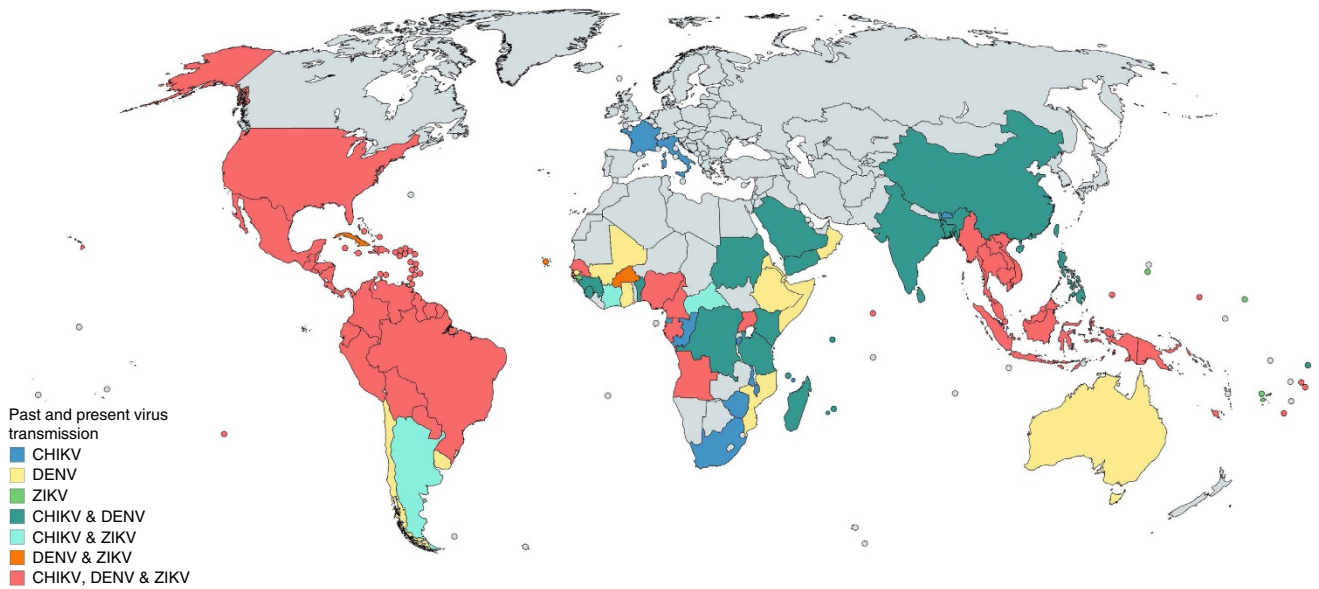 Past and present virus
transmission
CHIKV
DENV
ZIKV
CHIKV & DENV
CHIKV & ZIKV
DENV & ZIKV
CHIKV, DENV & ZIKV